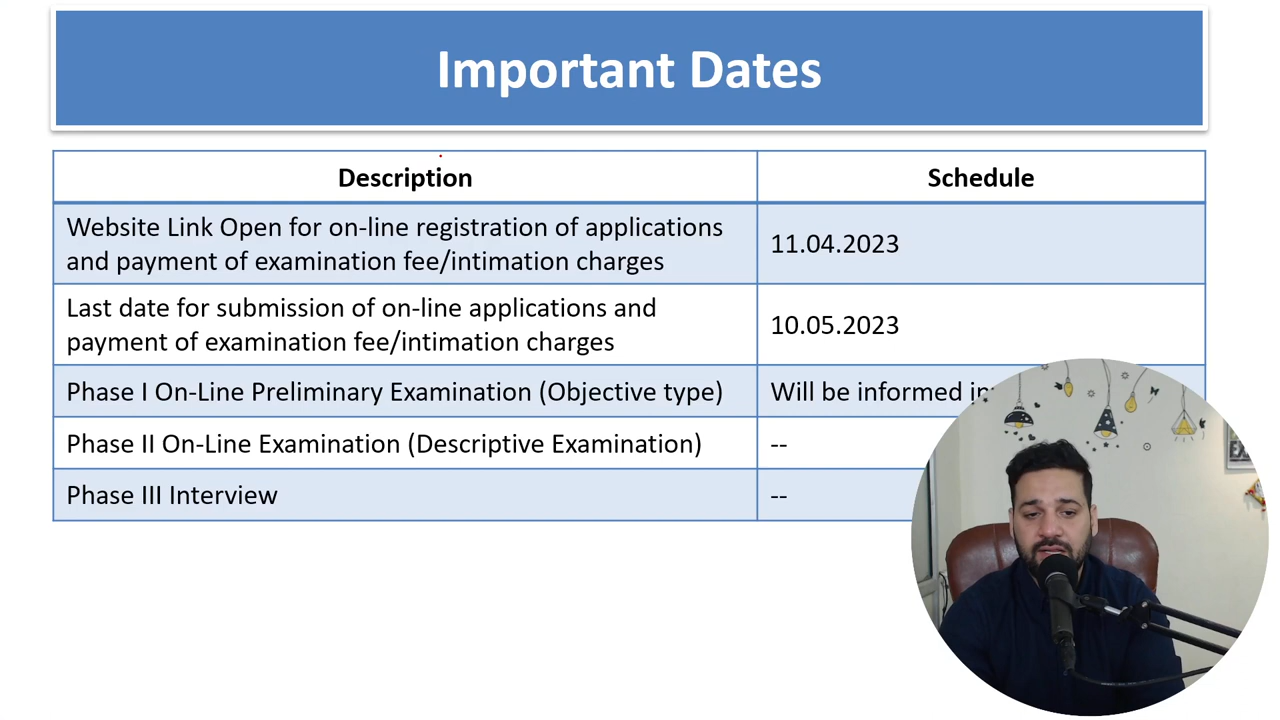 Important Dates
Description
Schedule
Website Link Open for on-line registration of applications
and payment of examination fee/intimation charges
11.04.2023
Last date for submission of on-line applications and
payment of examination fee/intimation charges
10.05.2023
Phase I On-Line Preliminary Examination (Objective type)
Will be informed
Phase II On-Line Examination (Descriptive Examination)
--
Phase III Interview
--